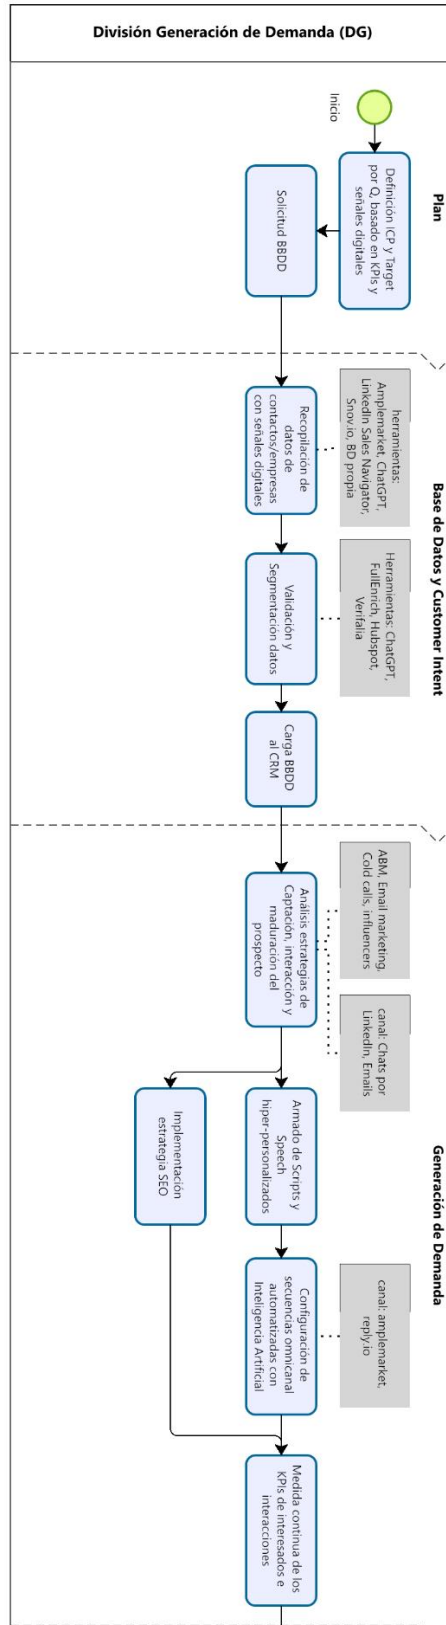 División Generación de Demanda (DG)
Plan
Inicio
Definición ICP y Target
por Q, basado en KPIs y
señales digitales
Solicitud BBDD
Base de Datos y Customer Intent
herramientas:
Amplemarket, ChatGPT,
LinkedIn Sales Navigator,
Snov.io, BD propia
Recopilación de
datos de
contactos/empresas
con señales digitales
Herramientas: ChatGPT,
FullEnrich, Hubspot,
Verifalia
Validación y
Segmentación datos
Carga BBDD
al CRM
Generación de Demanda
ABM, Email marketing,
Cold calls, influencers
canal: Chats por
LinkedIn, Emails
Análisis estrategias de
Captación, interacción y
maduración del
prospecto
Armado de Scripts y
Speech
hiper-personalizados
Implementación
estrategia SEO
canal: amplemarket,
reply.io
Configuración de
secuencias omnicanal
automatizadas con
Inteligencia Artificial
Medida continua de los
KPIs de interesados e
interacciones